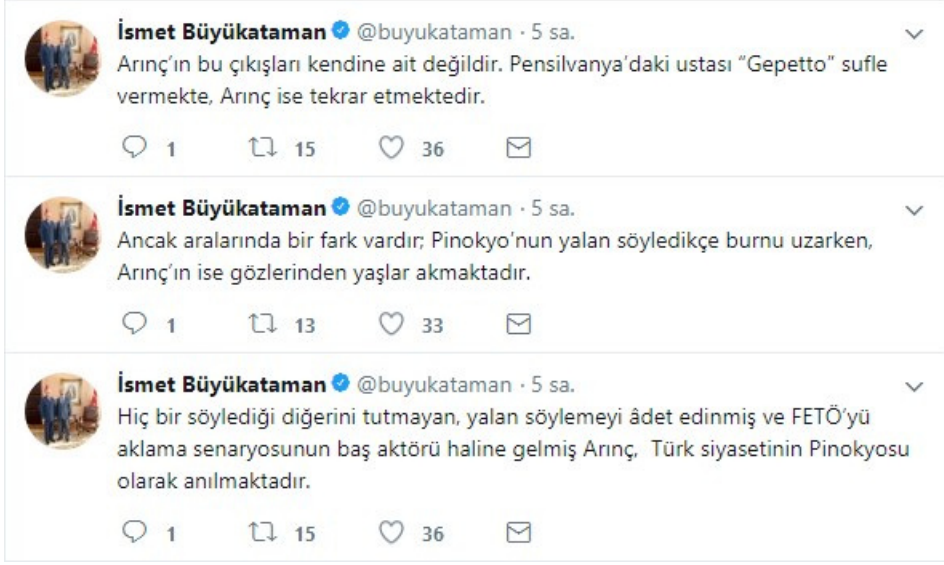 İsmet Büyükataman @buyukataman · 5 sa.
Arınç'ın bu çıkışları kendine ait değildir. Pensilvanya'daki ustası "Gepetto" sufle
vermekte, Arınç ise tekrar etmektedir.
1 15 36
İsmet Büyükataman @buyukataman · 5 sa.
Ancak aralarında bir fark vardır; Pinokyo'nun yalan söyledikçe burnu uzarken,
Arınç'ın ise gözlerinden yaşlar akmaktadır.
1 13 33
İsmet Büyükataman @buyukataman · 5 sa.
Hiç bir söylediği diğerini tutmayan, yalan söylemeyi âdet edinmiş ve FETÖ'yü
aklama senaryosunun baş aktörü haline gelmiş Arınç, Türk siyasetinin Pinokyosu
olarak anılmaktadır.
1 15 36